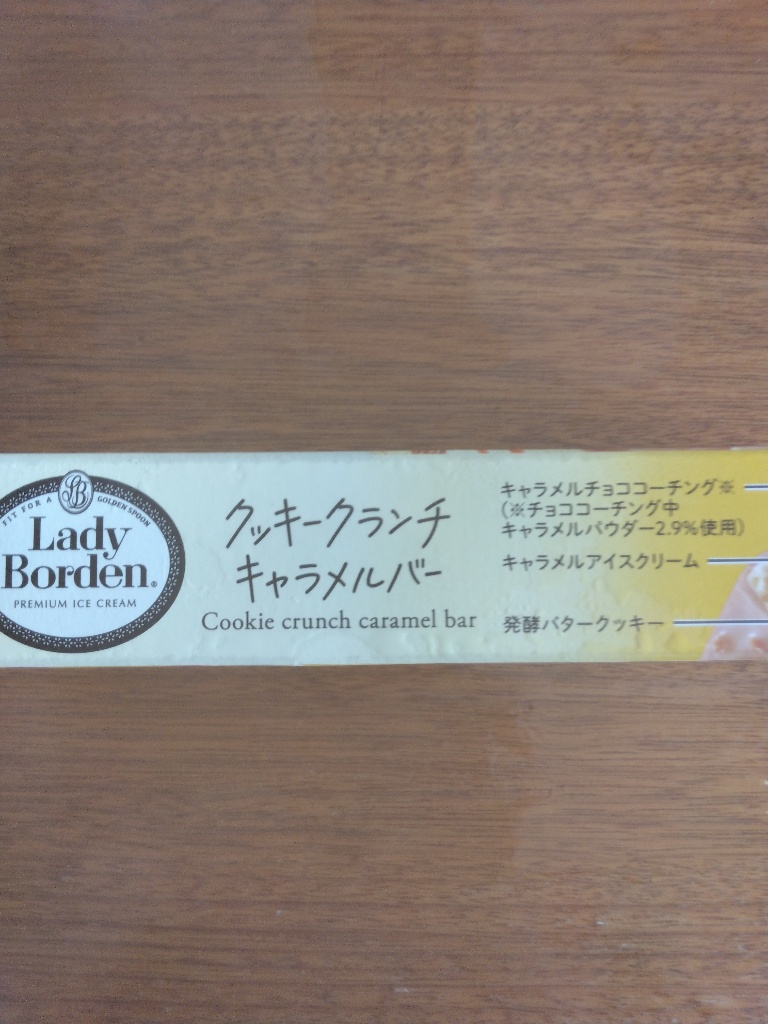 FIT FOR A GOLDEN SPOON
LB
Lady
Borden®
PREMIUM ICE CREAM
クッキークランチ
キャラメルバー
Cookie crunch caramel bar
キャラメルチョココーチング※
(※チョココーチング中
キャラメルパウダー2.9%使用)
キャラメルアイスクリーム
発酵バタークッキー